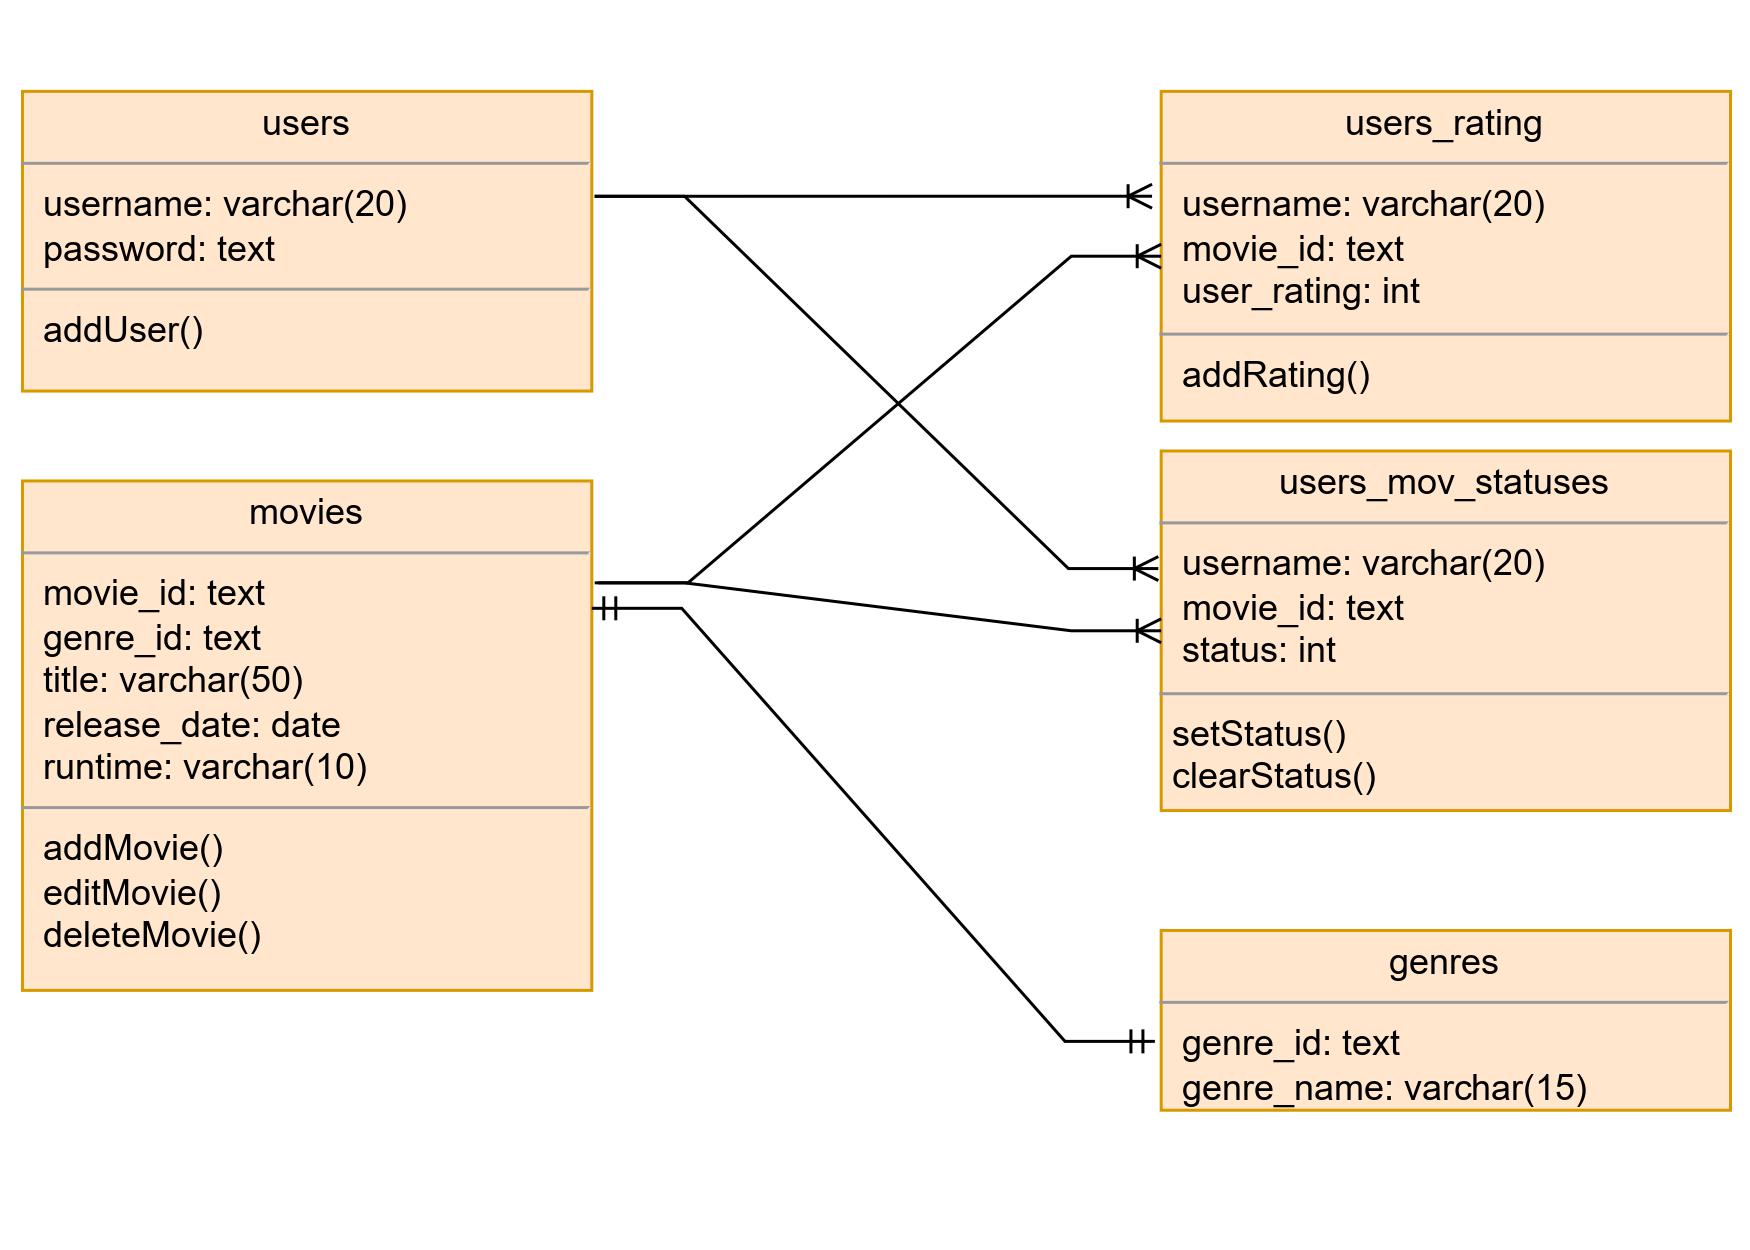 users
username: varchar(20)
password: text
addUser()
users_rating
username: varchar(20)
movie_id: text
user_rating: int
addRating()
movies
movie_id: text
genre_id: text
title: varchar(50)
release_date: date
runtime: varchar(10)
addMovie()
editMovie()
deleteMovie()
users_mov_statuses
username: varchar(20)
movie_id: text
status: int
setStatus()
clearStatus()
genres
genre_id: text
genre_name: varchar(15)